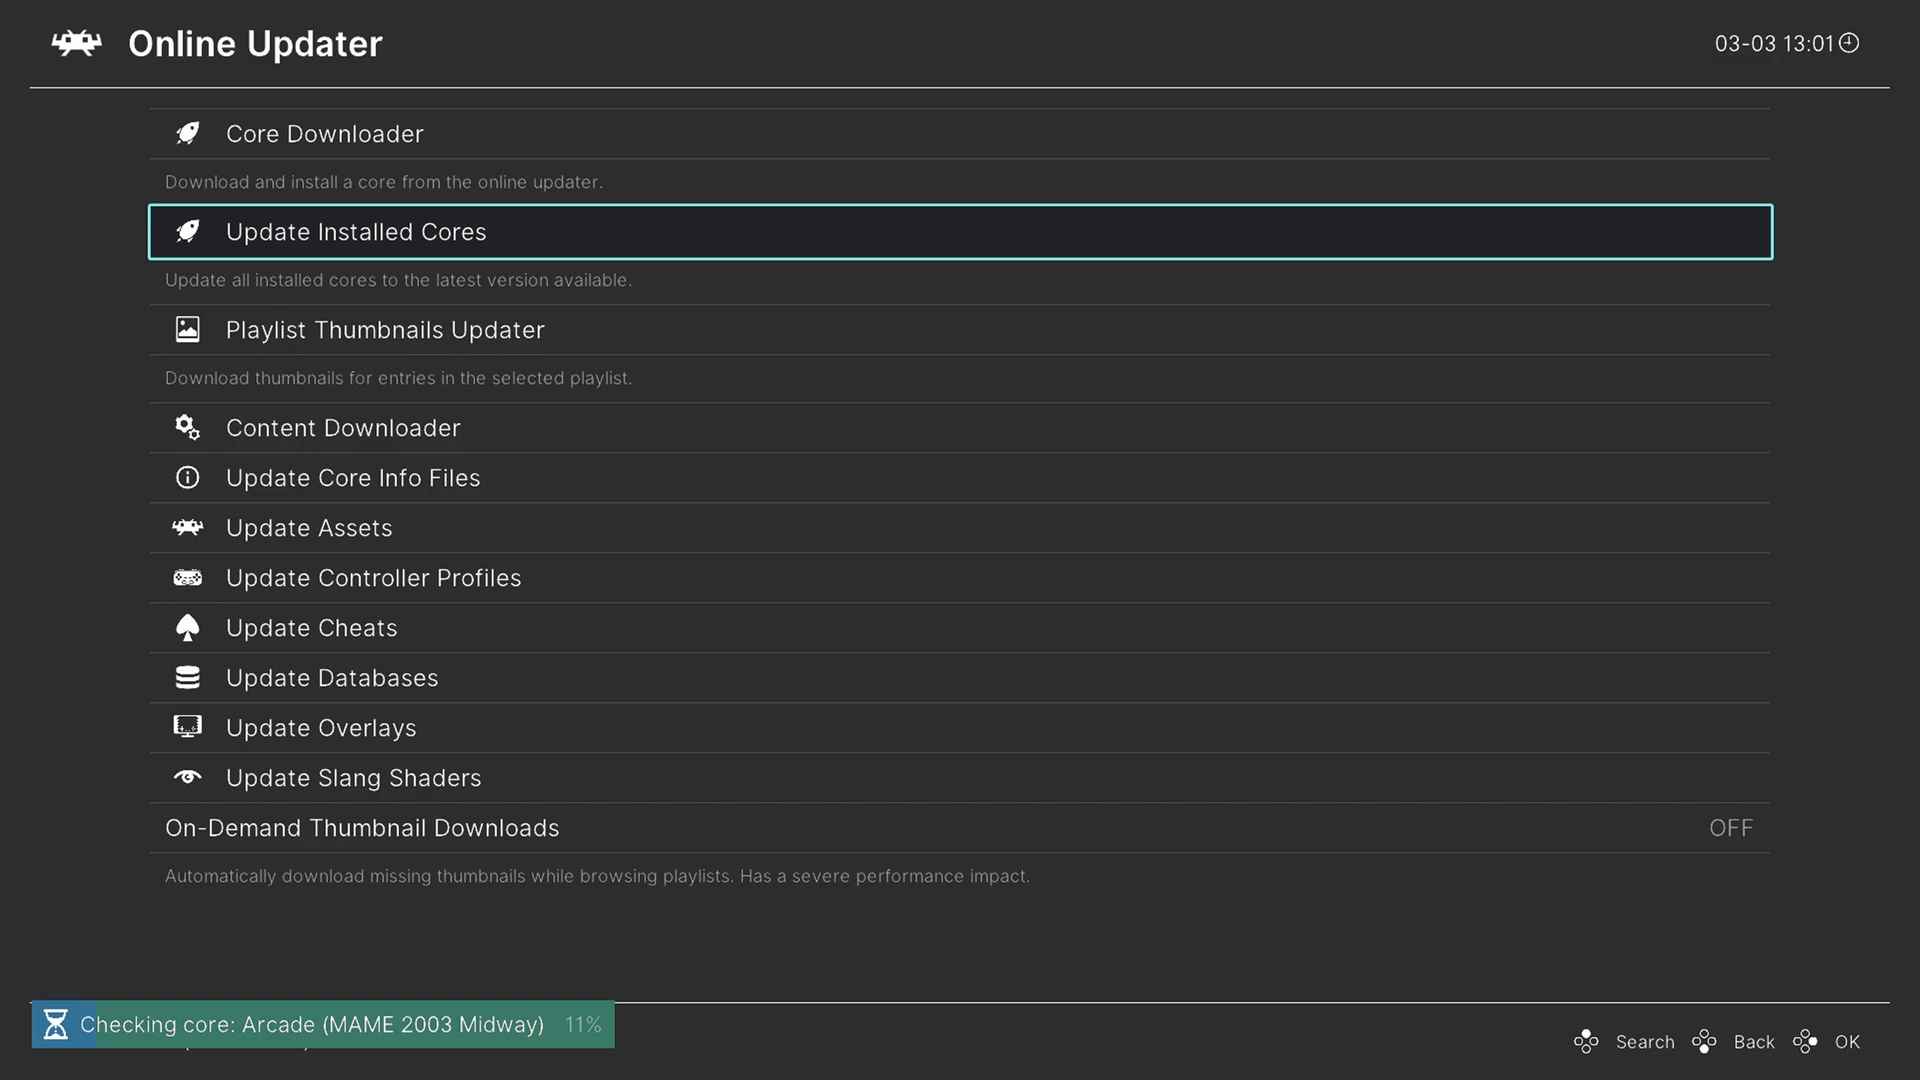 Online Updater
03-03 13:01
Core Downloader
Download and install a core from the online updater.
Update Installed Cores
Update all installed cores to the latest version available.
Playlist Thumbnails Updater
Download thumbnails for entries in the selected playlist.
Content Downloader
Update Core Info Files
Update Assets
Update Controller Profiles
Update Cheats
Update Databases
Update Overlays
Update Slang Shaders
On-Demand Thumbnail Downloads OFF
Automatically download missing thumbnails while browsing playlists. Has a severe performance impact.
Checking core: Arcade (MAME 2003 Midway) 11%
Search Back OK